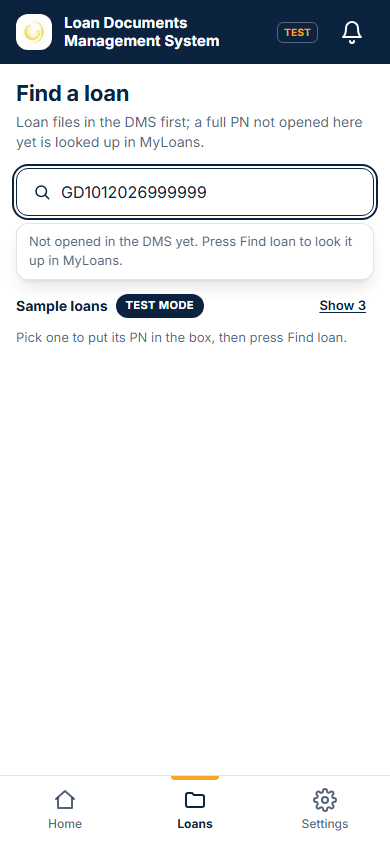 Loan Documents
Management System
TEST
Find a loan
Loan files in the DMS first; a full PN not opened here
yet is looked up in MyLoans.
GD1012026999999
Not opened in the DMS yet. Press Find loan to look it
up in MyLoans.
Sample loans TEST MODE Show 3
Pick one to put its PN in the box, then press Find loan.
Home Loans Settings